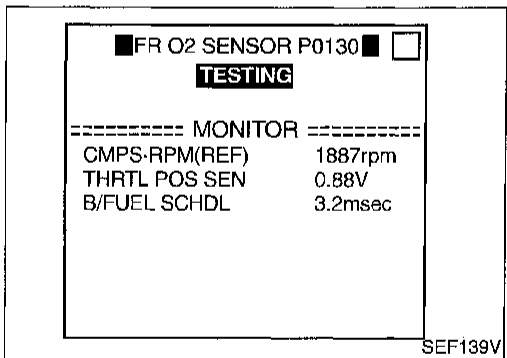 ■FR O2 SENSOR P0130■ □
TESTING
========= MONITOR =========
CMPS·RPM(REF) 1887rpm
THRTL POS SEN 0.88V
B/FUEL SCHDL 3.2msec
SEF139V